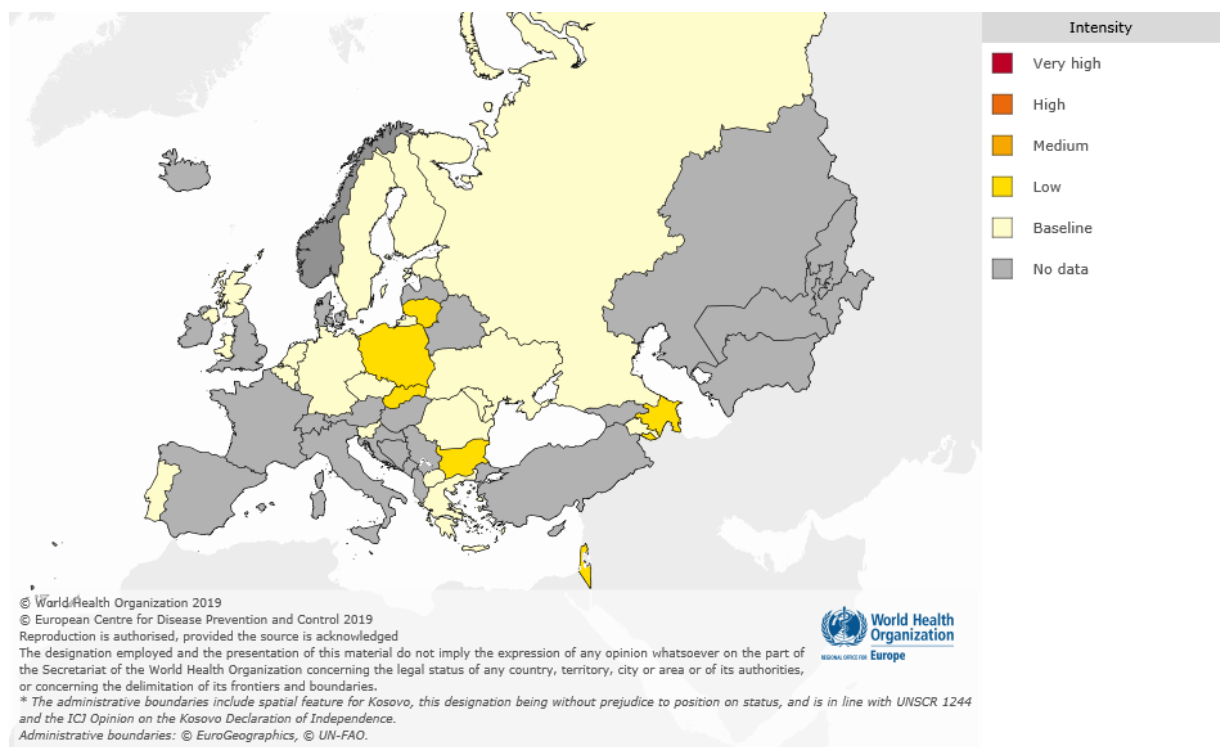 Intensity
Very high
High
Medium
Low
Baseline
No data
© World Health Organization 2019
© European Centre for Disease Prevention and Control 2019
Reproduction is authorised, provided the source is acknowledged
The designation employed and the presentation of this material do not imply the expression of any opinion whatsoever on the part of
the Secretariat of the World Health Organization concerning the legal status of any country, territory, city or area or of its authorities,
or concerning the delimitation of its frontiers and boundaries.
* The administrative boundaries include spatial feature for Kosovo, this designation being without prejudice to position on status, and is in line with UNSCR 1244
and the ICJ Opinion on the Kosovo Declaration of Independence.
Administrative boundaries: © EuroGeographics, © UN-FAO.
World Health
Organization
REGIONAL OFFICE FOR Europe